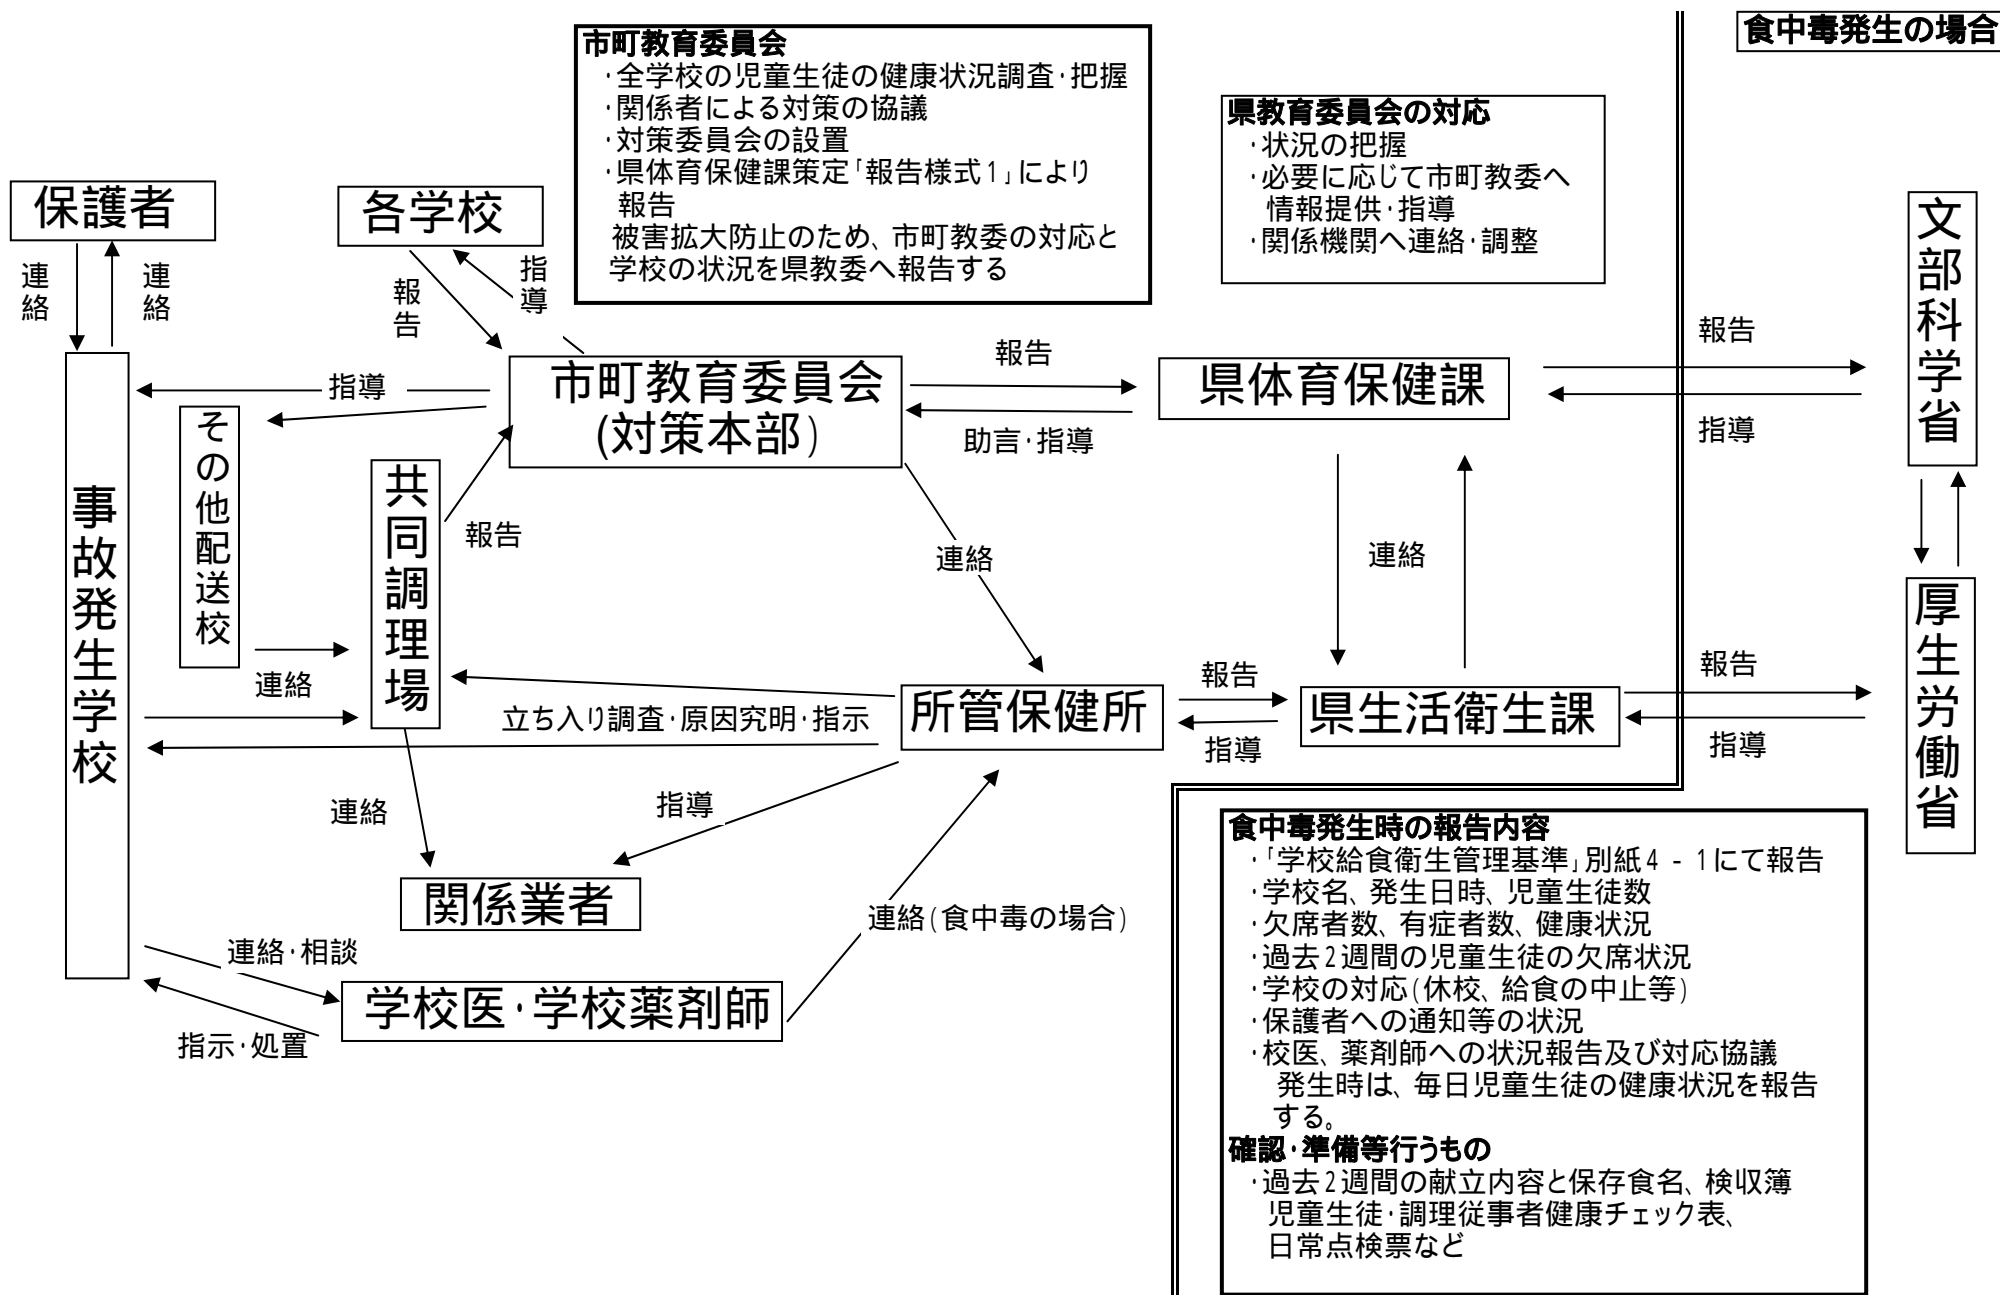 食中毒発生の場合
市町教育委員会
・全学校の児童生徒の健康状況調査・把握
・関係者による対策の協議
・対策委員会の設置
・県体育保健課策定「報告様式1」により
報告
被害拡大防止のため、市町教委の対応と
学校の状況を県教委へ報告する
県教育委員会の対応
・状況の把握
・必要に応じて市町教委へ
情報提供・指導
・関係機関へ連絡・調整
保護者
各学校
連絡
連絡
報告
指導
文部科学省
報告
指導
市町教育委員会
(対策本部)
報告
助言・指導
県体育保健課
報告
指導
その他配送校
共同調理場
事故発生学校
報告
連絡
連絡
厚生労働省
連絡
立ち入り調査・原因究明・指示
所管保健所
報告
指導
県生活衛生課
報告
指導
連絡
指導
関係業者
連絡(食中毒の場合)
連絡・相談
学校医・学校薬剤師
指示・処置
食中毒発生時の報告内容
・「学校給食衛生管理基準」別紙4-1にて報告
・学校名、発生日時、児童生徒数
・欠席者数、有症者数、健康状況
・過去2週間の児童生徒の欠席状況
・学校の対応(休校、給食の中止等)
・保護者への通知等の状況
・校医、薬剤師への状況報告及び対応協議
発生時は、毎日児童生徒の健康状況を報告
する。
確認・準備等行うもの
・過去2週間の献立内容と保存食名、検収簿
児童生徒・調理従事者健康チェック表、
日常点検票など